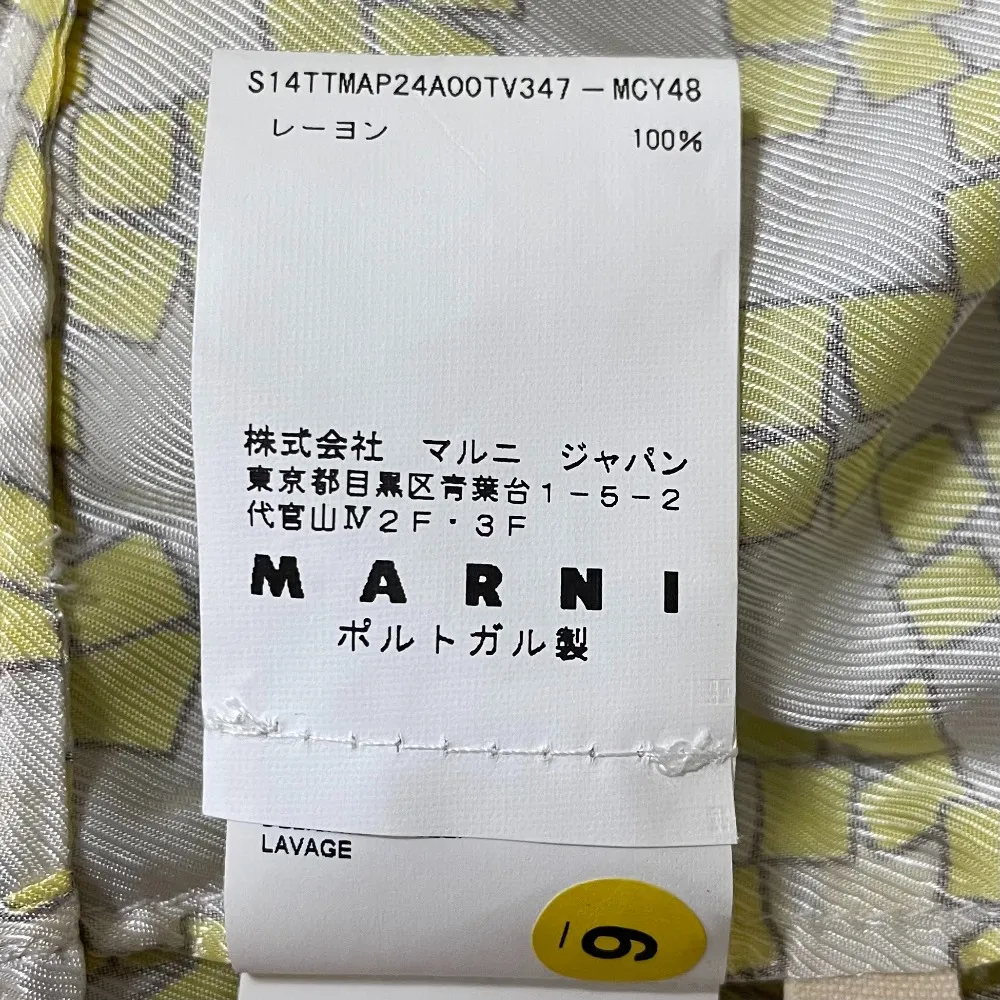 S14TTMAP24A00TV347-MCY48
レーヨン 100%
株式会社 マルニ ジャパン
東京都目黒区青葉台1-5-2
代官山Ⅳ2F・3F
MARNI
ポルトガル製
LAVAGE